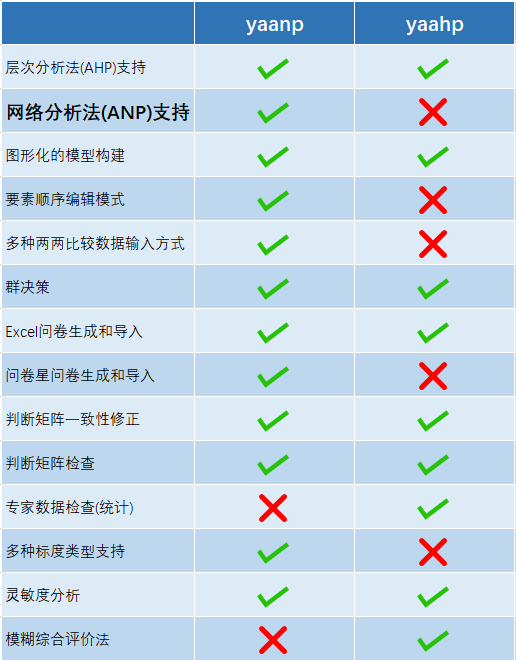 yaanp yaahp
层次分析法(AHP)支持
网络分析法(ANP)支持
图形化的模型构建
要素顺序编辑模式
多种两两比较数据输入方式
群决策
Excel问卷生成和导入
问卷星问卷生成和导入
判断矩阵一致性修正
判断矩阵检查
专家数据检查(统计)
多种标度类型支持
灵敏度分析
模糊综合评价法